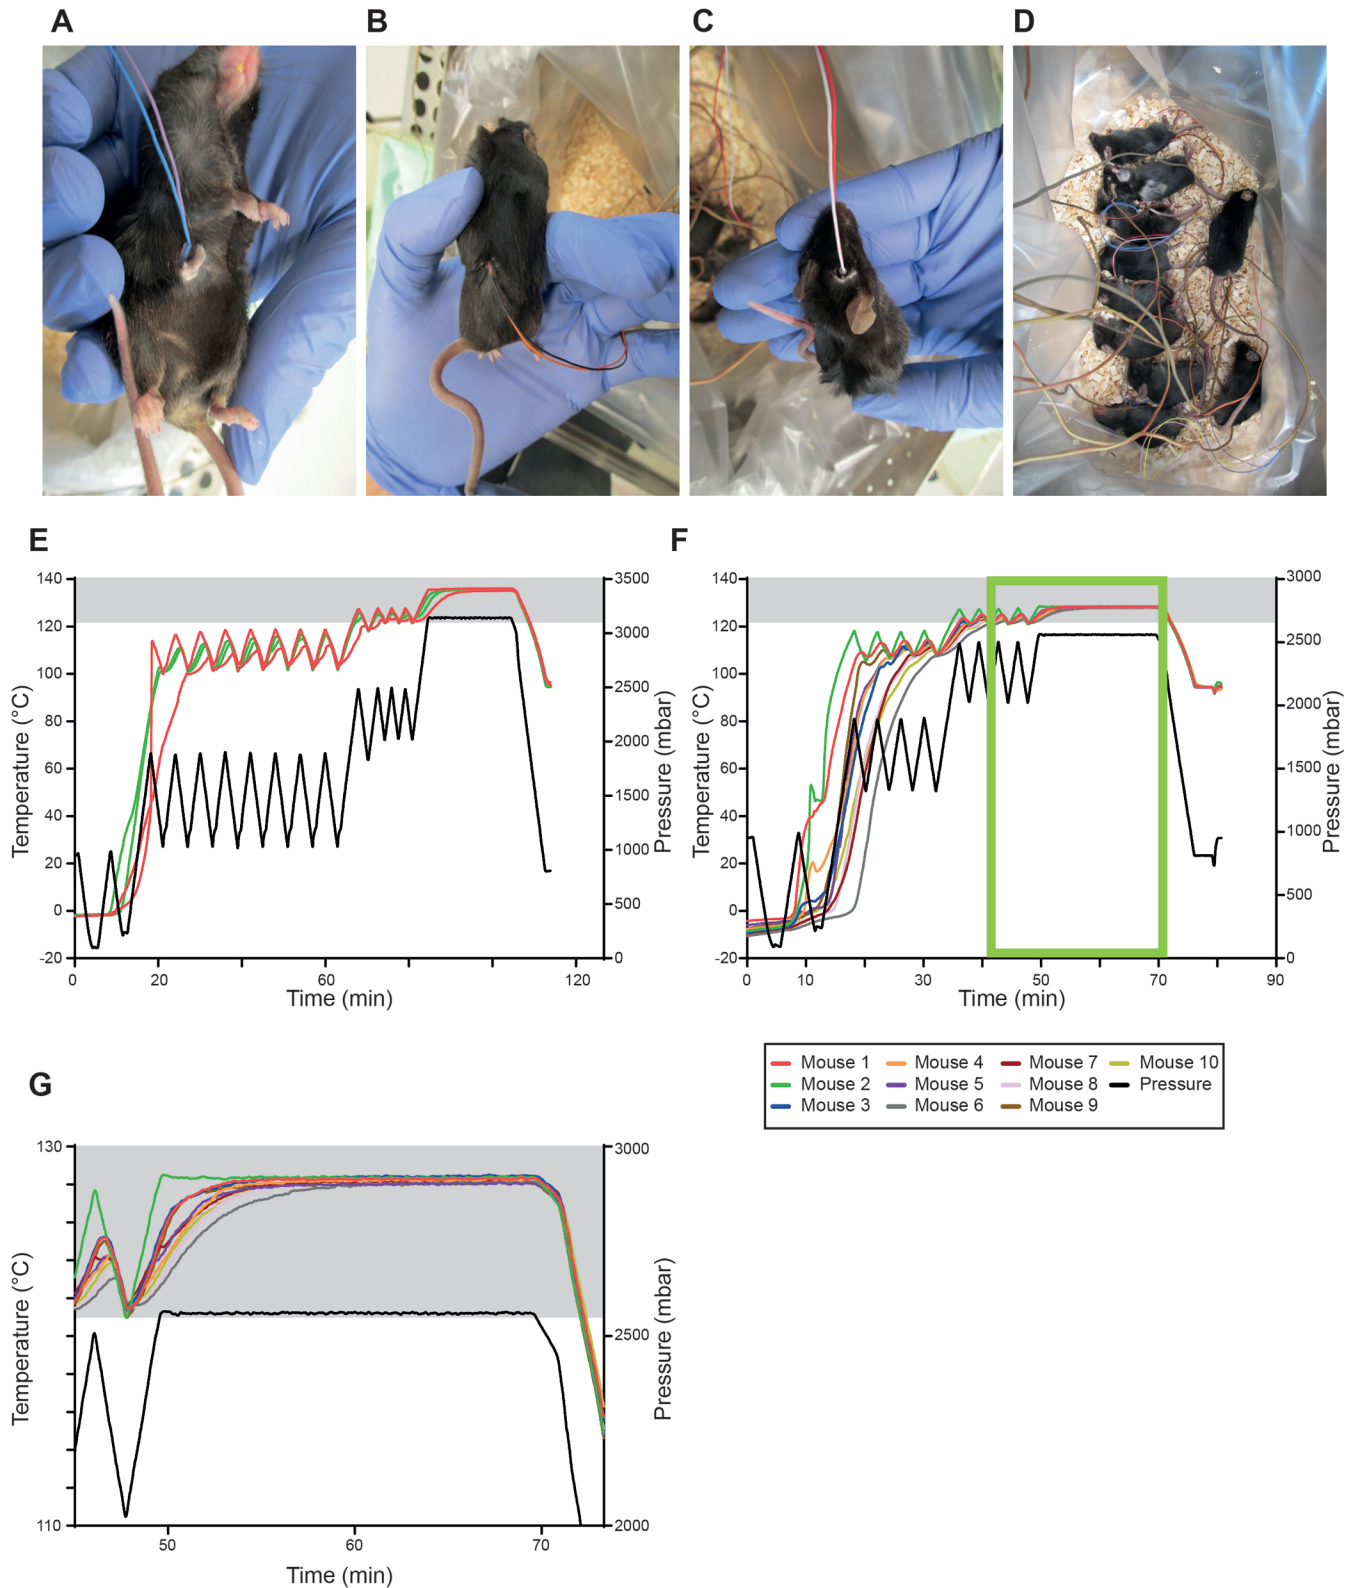 A
B
C
D
E
F
140
120
100
80
60
40
20
0
-20
3500
3000
2500
2000
1500
1000
500
0
0
20
60
120
Temperature (°C)
Pressure (mbar)
Time (min)
140
120
100
80
60
40
20
0
-20
3000
2500
2000
1500
1000
500
0
0
10
30
50
70
90
Temperature (°C)
Pressure (mbar)
Time (min)
Mouse 1
Mouse 4
Mouse 7
Mouse 10
Mouse 2
Mouse 5
Mouse 8
Pressure
Mouse 3
Mouse 6
Mouse 9
G
130
110
3000
2500
2000
50
60
70
Temperature (°C)
Pressure (mbar)
Time (min)